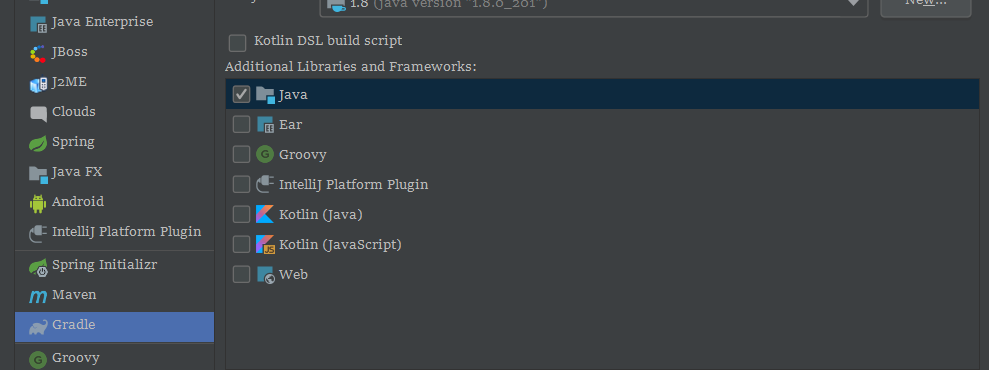 1.8 (java version "1.8.0_201")
New...
Java Enterprise
JBoss
J2ME
Clouds
Spring
Java FX
Android
IntelliJ Platform Plugin
Spring Initializr
Maven
Gradle
Groovy
Kotlin DSL build script
Additional Libraries and Frameworks:
Java
Ear
Groovy
IntelliJ Platform Plugin
Kotlin (Java)
Kotlin (JavaScript)
Web